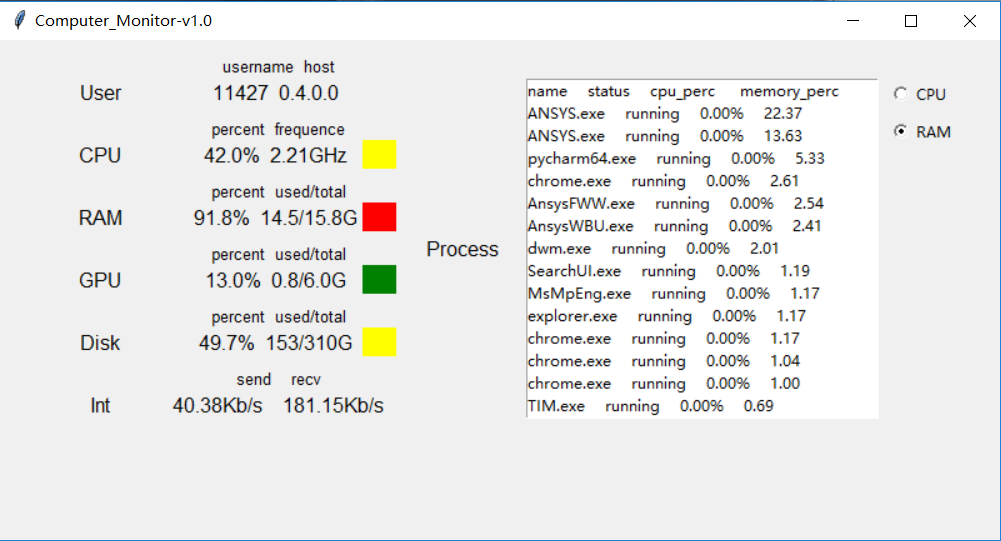 Computer_Monitor-v1.0
username host
User 11427 0.4.0.0
percent frequence
CPU 42.0% 2.21GHz
percent used/total
RAM 91.8% 14.5/15.8G
percent used/total
GPU 13.0% 0.8/6.0G
percent used/total
Disk 49.7% 153/310G
send recv
Int 40.38Kb/s 181.15Kb/s
Process
name status cpu_perc memory_perc
ANSYS.exe running 0.00% 22.37
ANSYS.exe running 0.00% 13.63
pycharm64.exe running 0.00% 5.33
chrome.exe running 0.00% 2.61
AnsysFWW.exe running 0.00% 2.54
AnsysWBU.exe running 0.00% 2.41
dwm.exe running 0.00% 2.01
SearchUI.exe running 0.00% 1.19
MsMpEng.exe running 0.00% 1.17
explorer.exe running 0.00% 1.17
chrome.exe running 0.00% 1.17
chrome.exe running 0.00% 1.04
chrome.exe running 0.00% 1.00
TIM.exe running 0.00% 0.69
CPU
RAM